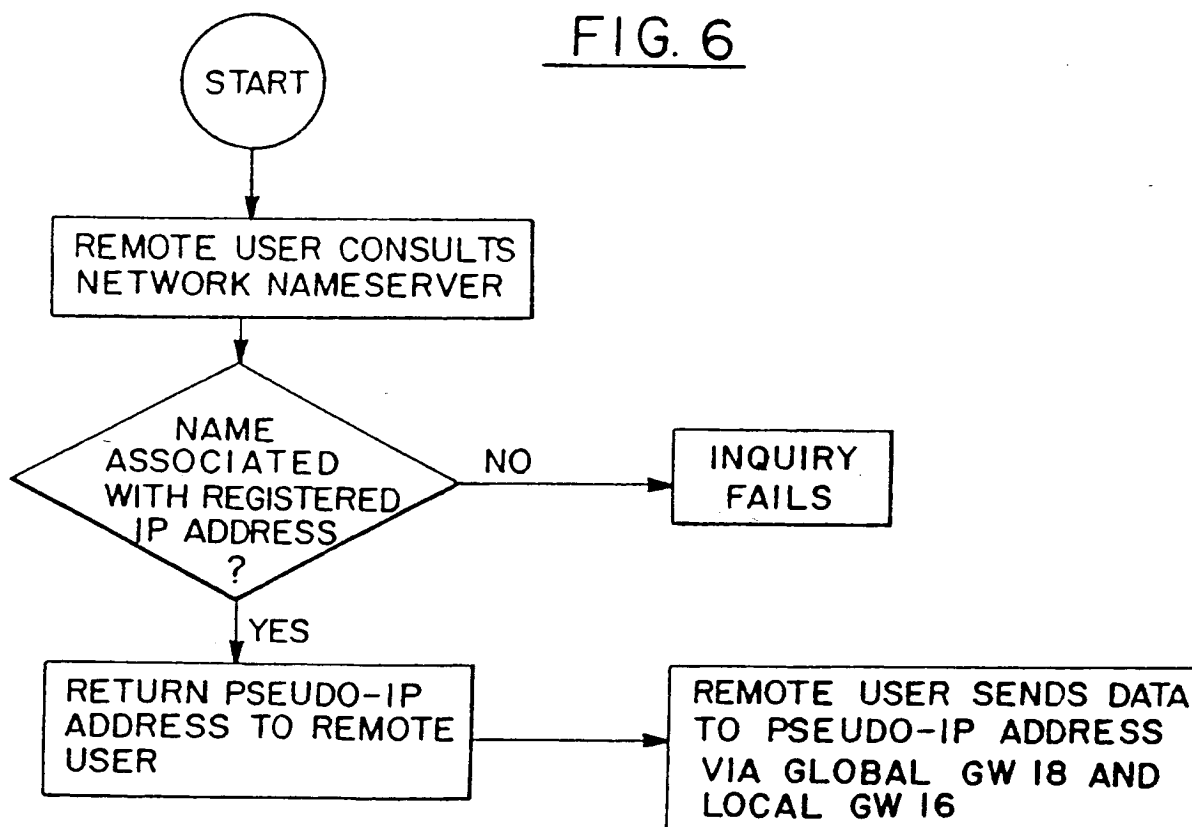 FIG. 6
START
REMOTE USER CONSULTS
NETWORK NAMESERVER
NAME
ASSOCIATED
WITH REGISTERED
IP ADDRESS
?
NO
INQUIRY
FAILS
YES
RETURN PSEUDO-IP
ADDRESS TO REMOTE
USER
REMOTE USER SENDS DATA
TO PSEUDO-IP ADDRESS
VIA GLOBAL GW 18 AND
LOCAL GW 16